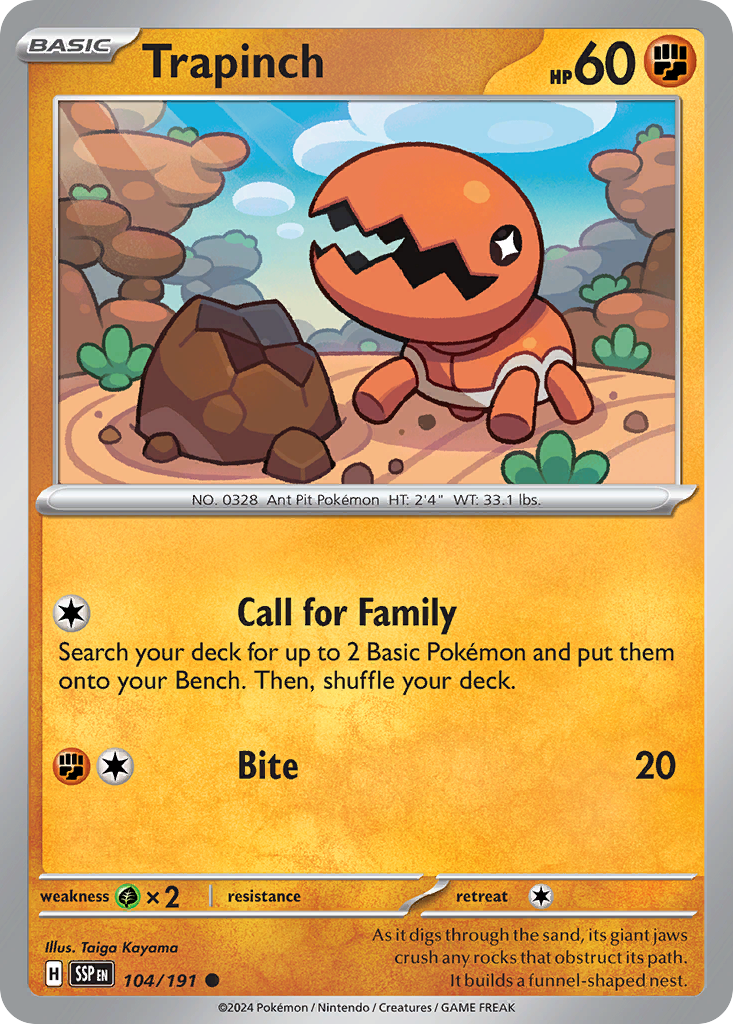 BASIC
Trapinch
HP 60
NO. 0328 Ant Pit Pokémon HT: 2'4" WT: 33.1 lbs.
Call for Family
Search your deck for up to 2 Basic Pokémon and put them
onto your Bench. Then, shuffle your deck.
Bite 20
weakness ×2 resistance retreat
Illus. Taiga Kayama
As it digs through the sand, its giant jaws
crush any rocks that obstruct its path.
It builds a funnel-shaped nest.
H SSP EN 104/191
©2024 Pokémon / Nintendo / Creatures / GAME FREAK